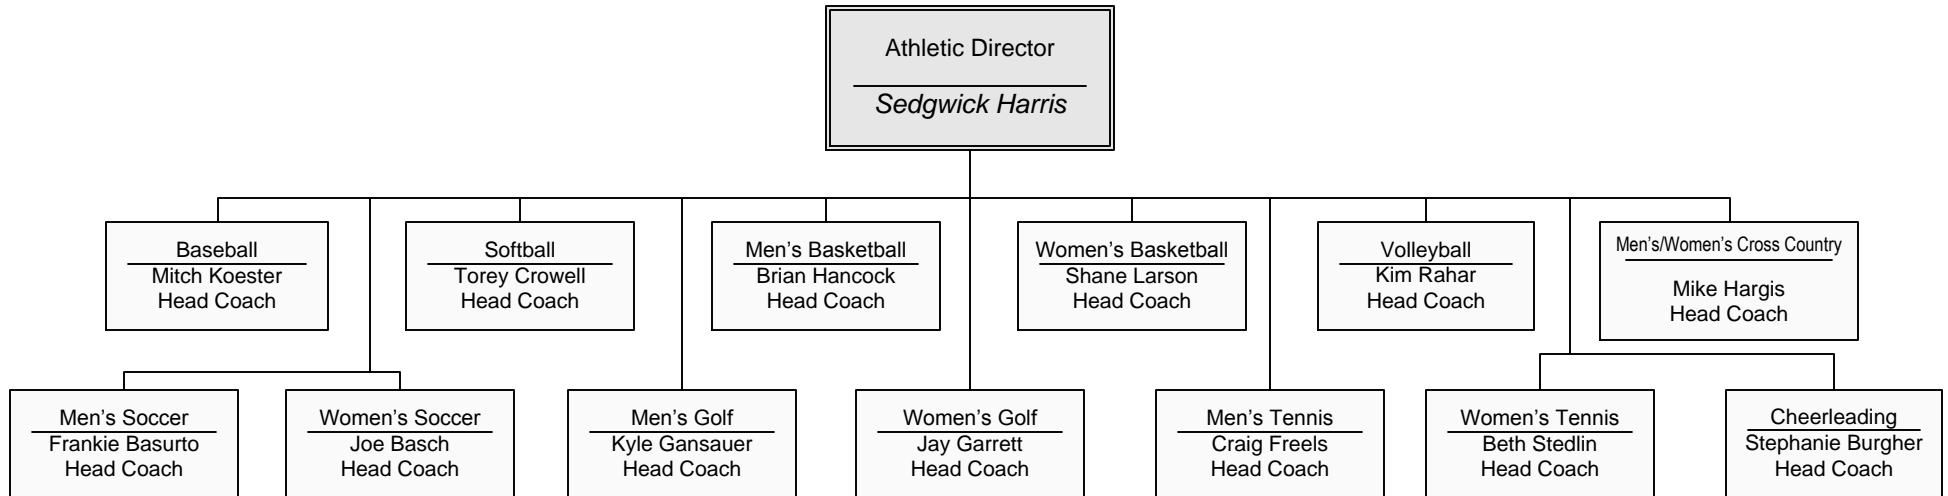 Athletic Director
Sedgwick Harris
Baseball
Mitch Koester
Head Coach
Softball
Torey Crowell
Head Coach
Men’s Basketball
Brian Hancock
Head Coach
Women’s Basketball
Shane Larson
Head Coach
Volleyball
Kim Rahar
Head Coach
Men’s/Women’s Cross Country
Mike Hargis
Head Coach
Men’s Soccer
Frankie Basurto
Head Coach
Women’s Soccer
Joe Basch
Head Coach
Men’s Golf
Kyle Gansauer
Head Coach
Women’s Golf
Jay Garrett
Head Coach
Men’s Tennis
Craig Freels
Head Coach
Women’s Tennis
Beth Stedlin
Head Coach
Cheerleading
Stephanie Burgher
Head Coach